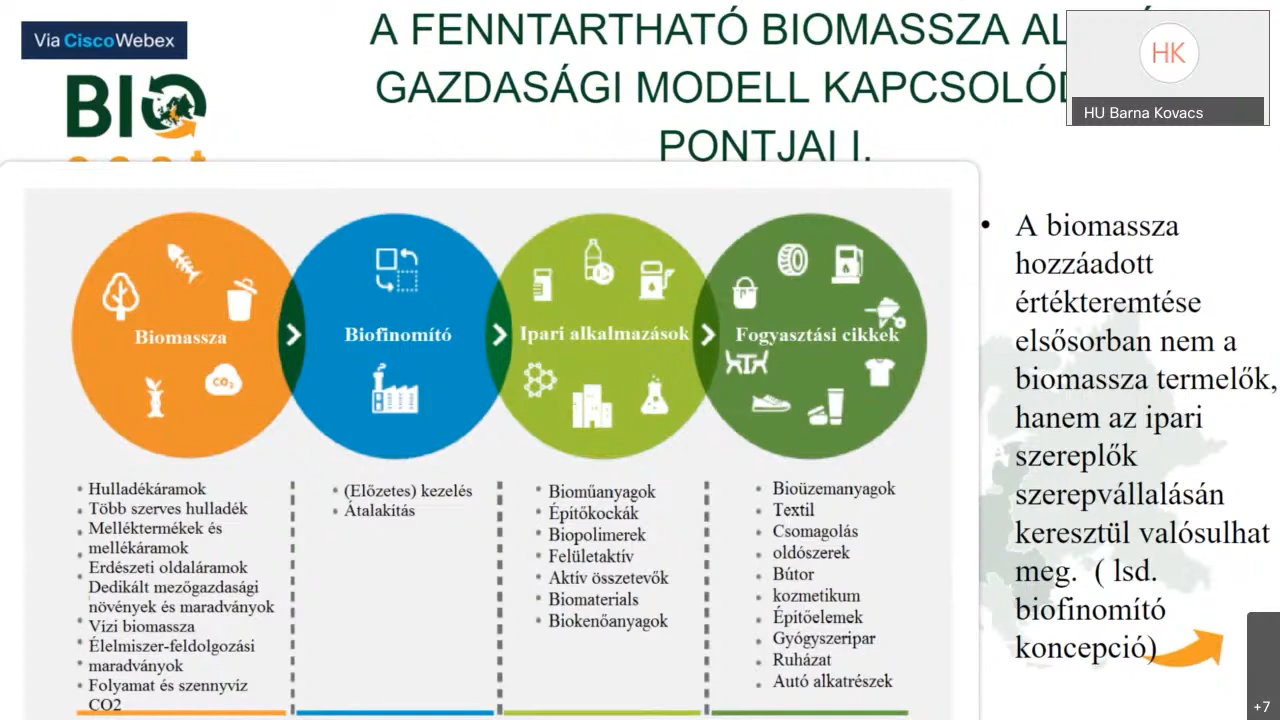 Via Cisco Webex
BIO
A FENNTARTHATÓ BIOMASSZA
GAZDASÁGI MODELL
PONTJAI I.
HK
HU Barna Kovacs
Biomassza
Biofinomító
Ipari alkalmazások
Fogyasztási cikkek
CO2
Hulladékáramok
Több szerves hulladék
Melléktermékek és
mellékáramok
Erdészeti oldaláramok
Dedikált mezőgazdasági
növények és maradványok
Vízi biomassza
Élelmiszer-feldolgozási
maradványok
Folyamat és szennyvíz
CO2
(Előzetes) kezelés
Átalakítás
Bioműanyagok
Építőkockák
Biopolimerek
Felületaktív
Aktív összetevők
Biomaterials
Biokenőanyagok
Bioüzemanyagok
Textil
Csomagolás
oldószerek
Bútor
kozmetikum
Építőelemek
Gyógyszeripar
Ruházat
Autó alkatrészek
• A biomassza
hozzáadott
értékteremtése
elsősorban nem a
biomassza termelők,
hanem az ipari
szereplők
szerepvállalásán
keresztül valósulhat
meg. ( lsd.
biofinomító
koncepció)
+7